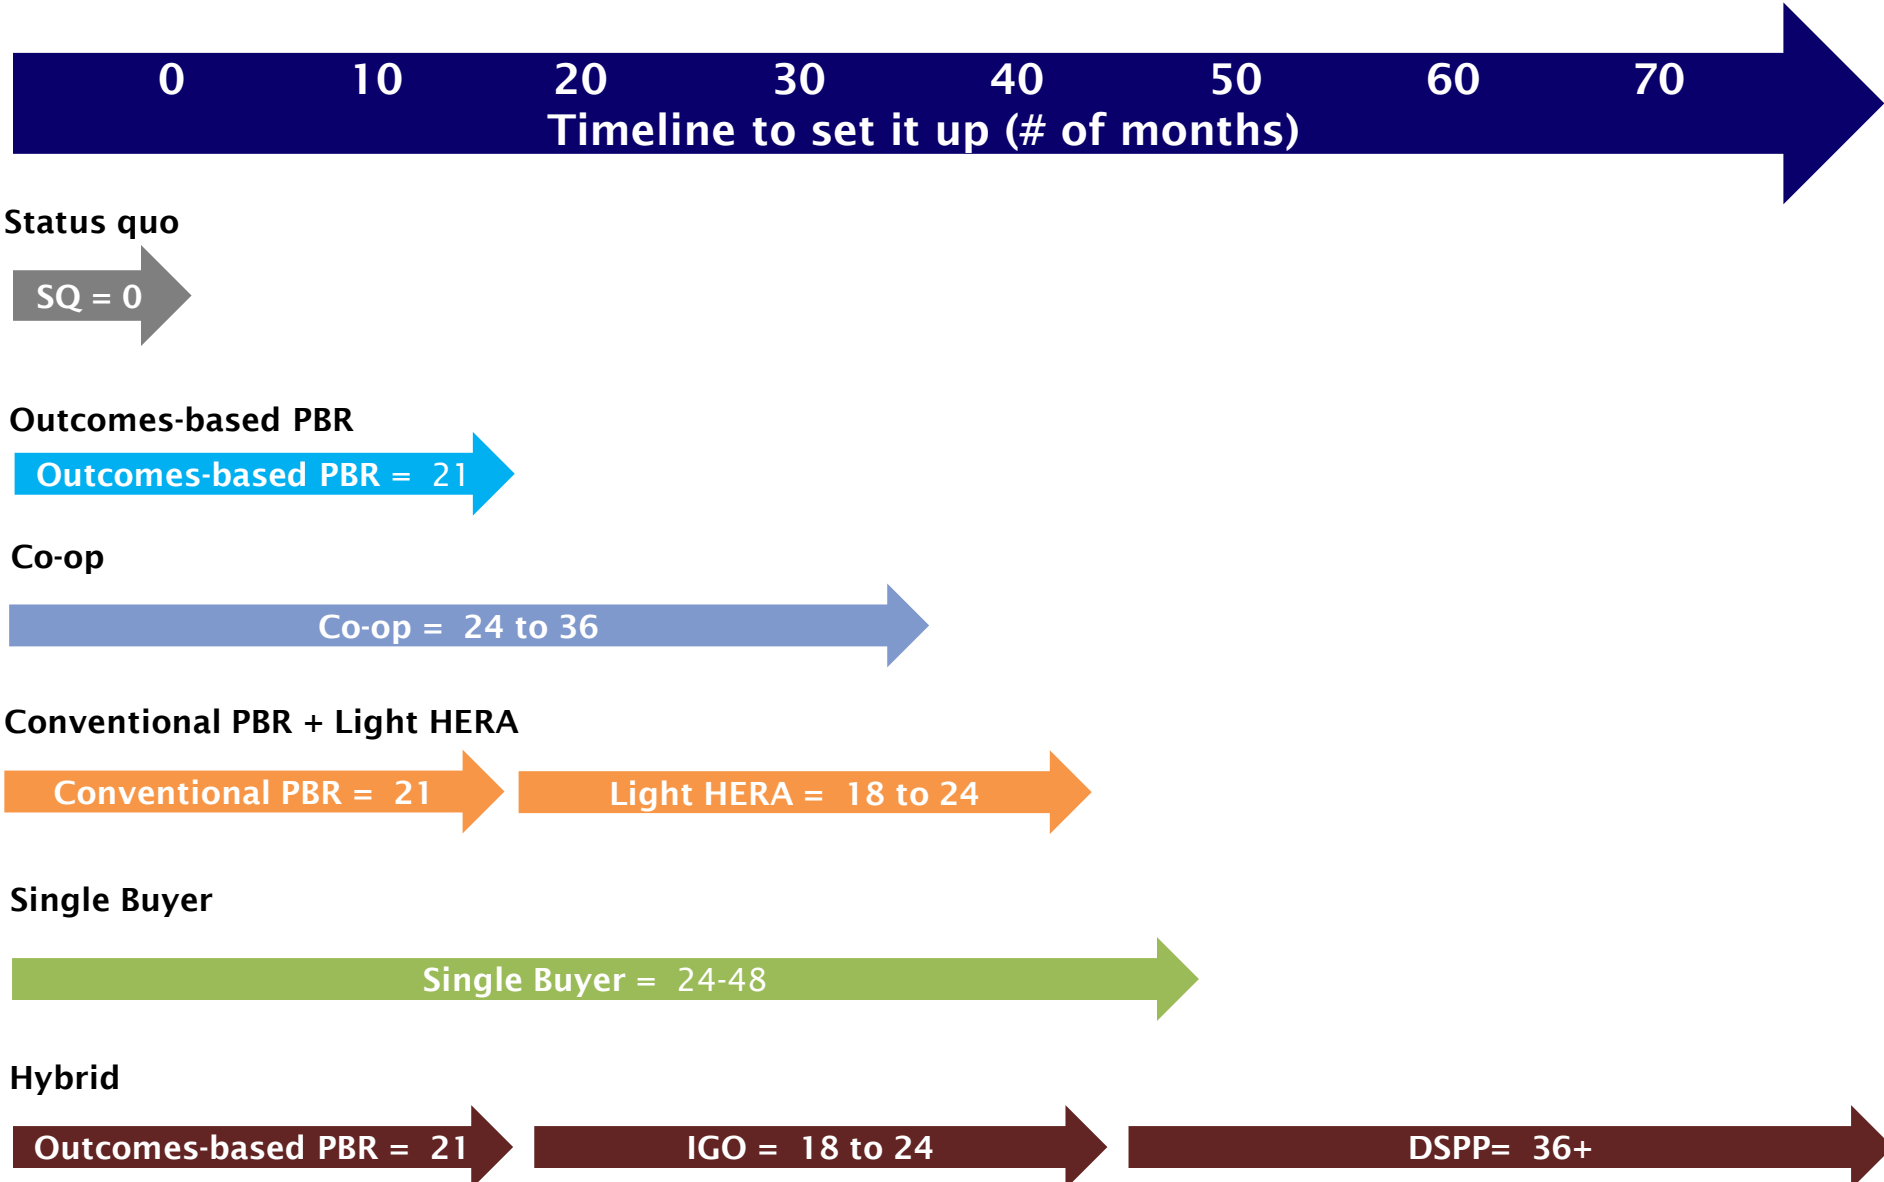 0 10 20 30 40 50 60 70
Timeline to set it up (# of months)
Status quo
SQ = 0
Outcomes-based PBR
Outcomes-based PBR = 21
Co-op
Co-op = 24 to 36
Conventional PBR + Light HERA
Conventional PBR = 21 Light HERA = 18 to 24
Single Buyer
Single Buyer = 24-48
Hybrid
Outcomes-based PBR = 21 IGO = 18 to 24 DSPP= 36+